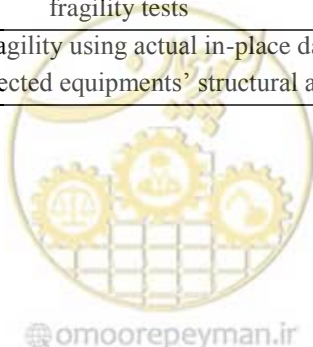 fragility tests
agility using actual in-place da
ected equipments' structural a
@omoorepeyman.ir